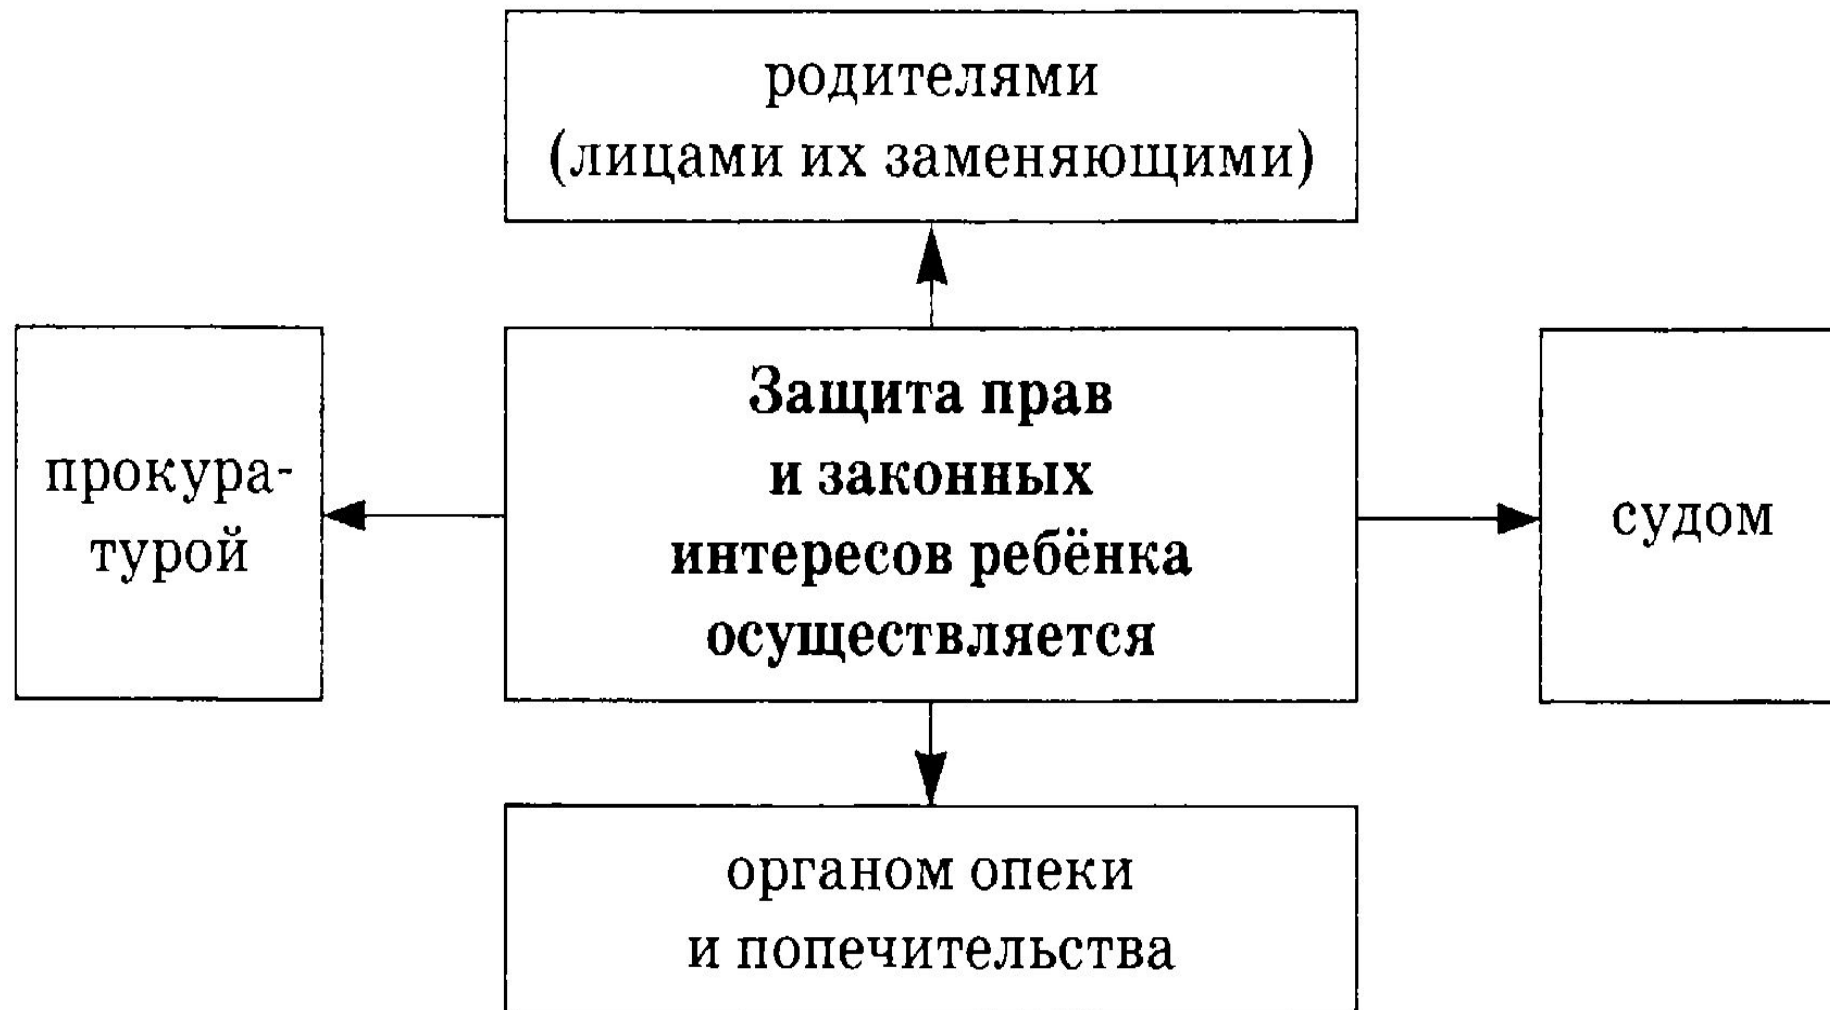 родителями
(лицами их заменяющими)
прокура-
турой
Защита прав
и законных
интересов ребёнка
осуществляется
судом
органом опеки
и попечительства